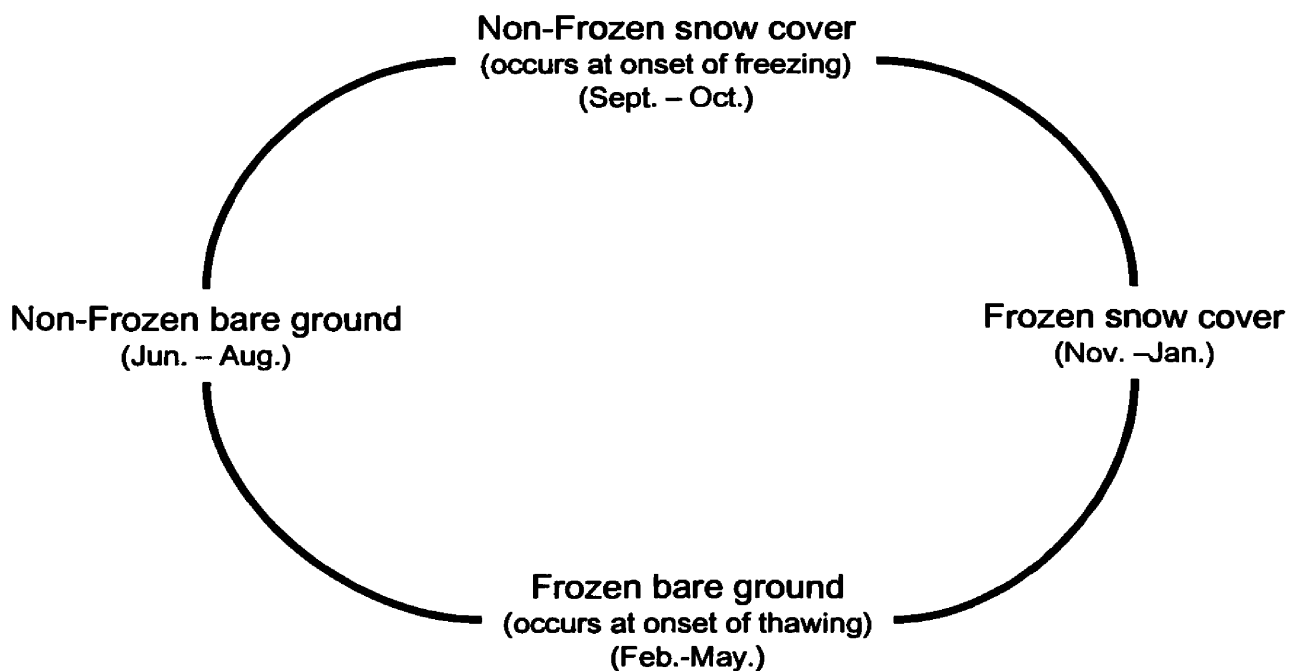 Non-Frozen snow cover
(occurs at onset of freezing)
(Sept. – Oct.)
Non-Frozen bare ground
(Jun. – Aug.)
Frozen snow cover
(Nov. –Jan.)
Frozen bare ground
(occurs at onset of thawing)
(Feb.-May.)